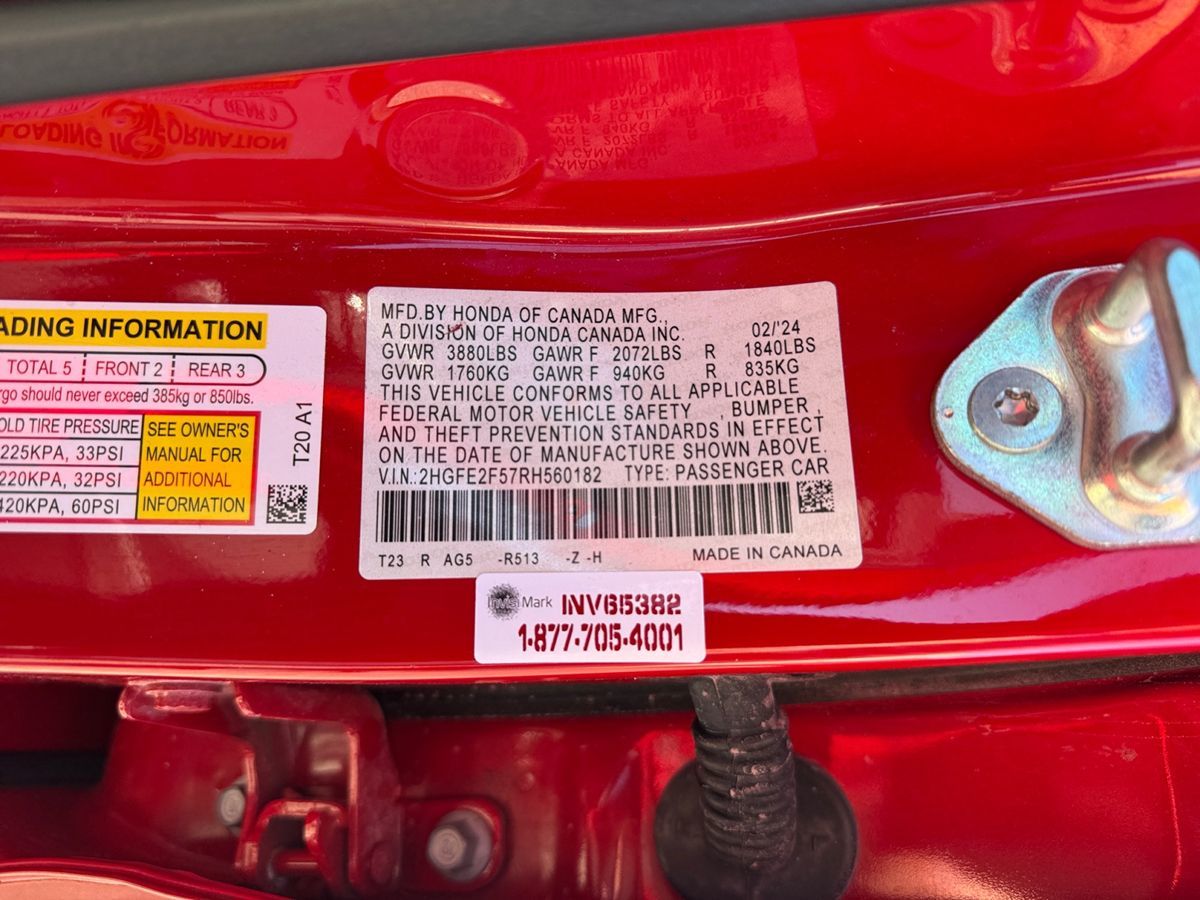 ADING INFORMATION
TOTAL 5 FRONT 2 REAR 3
rgo should never exceed 385kg or 850lbs.
OLD TIRE PRESSURE
225KPA, 33PSI
220KPA, 32PSI
420KPA, 60PSI
SEE OWNER'S
MANUAL FOR
ADDITIONAL
INFORMATION
T20 A1
MFD.BY HONDA OF CANADA MFG.,
A DIVISION OF HONDA CANADA INC. 02/'24
GVWR 3880LBS GAWR F 2072LBS R 1840LBS
GVWR 1760KG GAWR F 940KG R 835KG
THIS VEHICLE CONFORMS TO ALL APPLICABLE
FEDERAL MOTOR VEHICLE SAFETY , BUMPER ,
AND THEFT PREVENTION STANDARDS IN EFFECT
ON THE DATE OF MANUFACTURE SHOWN ABOVE.
V.I.N.:2HGFE2F57RH560182 TYPE: PASSENGER CAR
T23 R AG5 -R513 -Z -H MADE IN CANADA
InvisiMark INV65382
1-877-705-4001